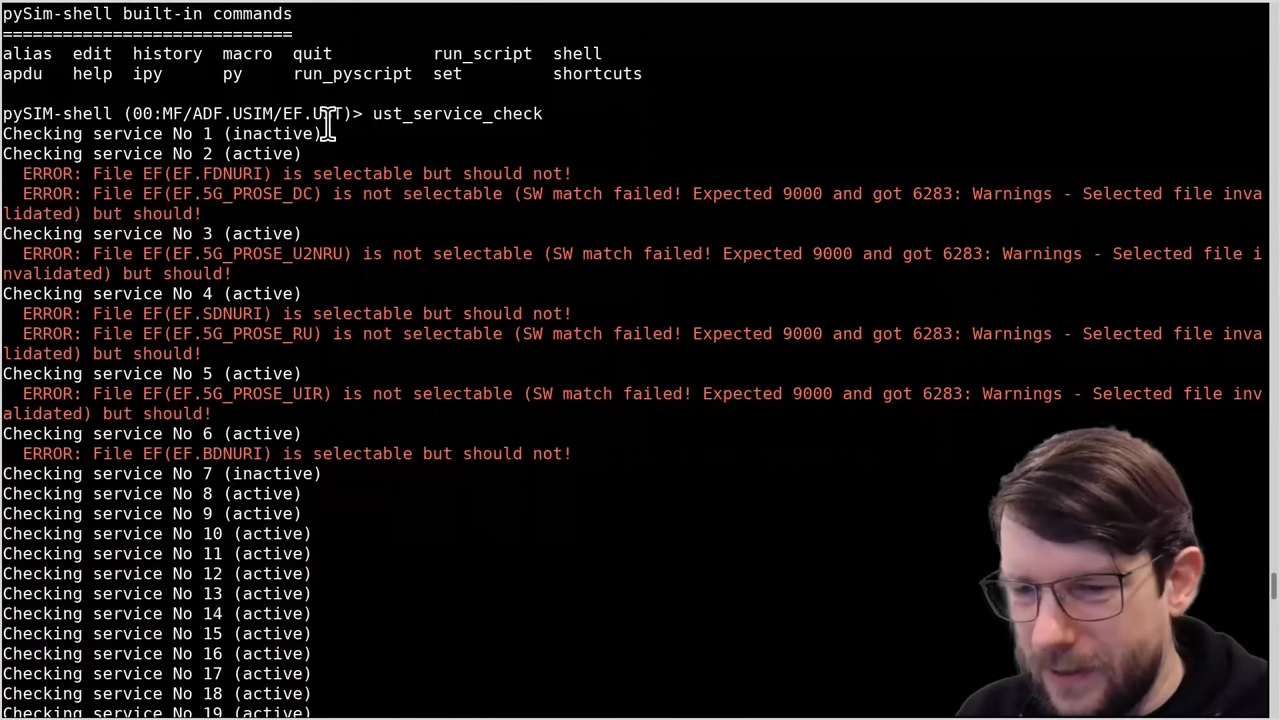 pySim-shell built-in commands
=============================
alias  edit  history  macro  quit          run_script  shell
apdu   help  ipy      py     run_pyscript  set         shortcuts
pySIM-shell (00:MF/ADF.USIM/EF.UST)> ust_service_check
Checking service No 1 (inactive)
Checking service No 2 (active)
  ERROR: File EF(EF.FDNURI) is selectable but should not!
  ERROR: File EF(EF.5G_PROSE_DC) is not selectable (SW match failed! Expected 9000 and got 6283: Warnings - Selected file inva
lidated) but should!
Checking service No 3 (active)
  ERROR: File EF(EF.5G_PROSE_U2NRU) is not selectable (SW match failed! Expected 9000 and got 6283: Warnings - Selected file i
nvalidated) but should!
Checking service No 4 (active)
  ERROR: File EF(EF.SDNURI) is selectable but should not!
  ERROR: File EF(EF.5G_PROSE_RU) is not selectable (SW match failed! Expected 9000 and got 6283: Warnings - Selected file inva
lidated) but should!
Checking service No 5 (active)
  ERROR: File EF(EF.5G_PROSE_UIR) is not selectable (SW match failed! Expected 9000 and got 6283: Warnings - Selected file inv
alidated) but should!
Checking service No 6 (active)
  ERROR: File EF(EF.BDNURI) is selectable but should not!
Checking service No 7 (inactive)
Checking service No 8 (active)
Checking service No 9 (active)
Checking service No 10 (active)
Checking service No 11 (active)
Checking service No 12 (active)
Checking service No 13 (active)
Checking service No 14 (active)
Checking service No 15 (active)
Checking service No 16 (active)
Checking service No 17 (active)
Checking service No 18 (active)
Checking service No 19 (active)